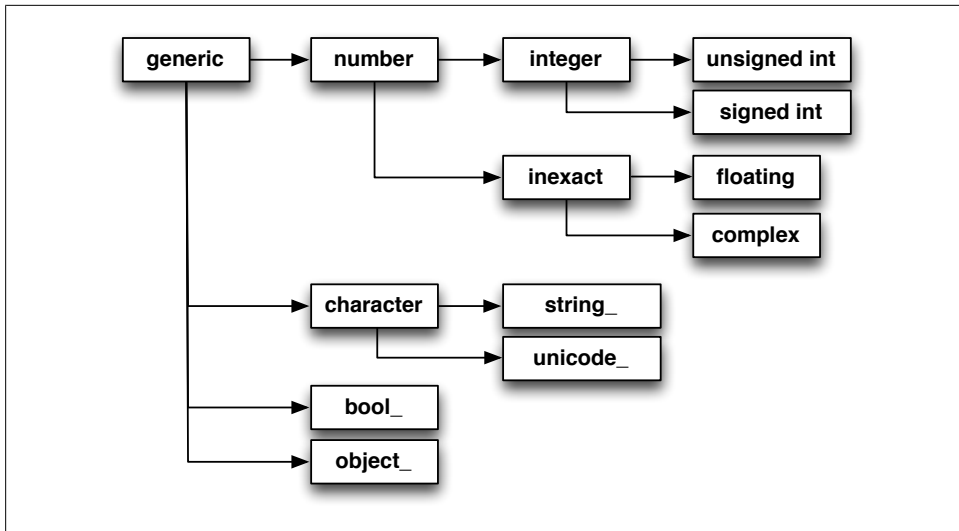 generic
number
integer
unsigned int
signed int
inexact
floating
complex
character
string_
unicode_
bool_
object_